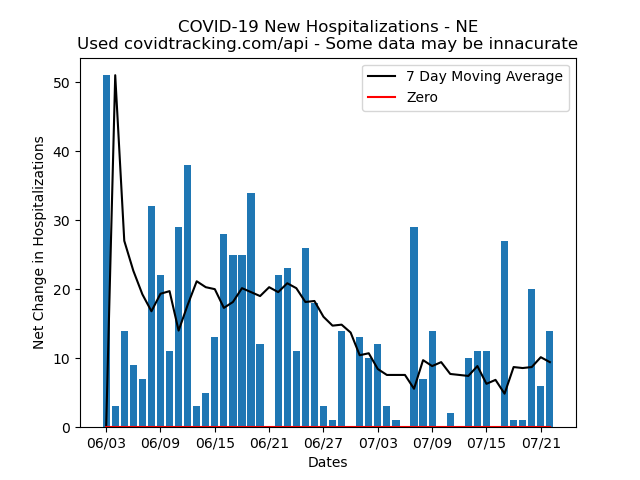 COVID-19 New Hospitalizations - NE
Used covidtracking.com/api - Some data may be innacurate
7 Day Moving Average
Zero
Net Change in Hospitalizations
50
40
30
20
10
0
06/03 06/09 06/15 06/21 06/27 07/03 07/09 07/15 07/21
Dates